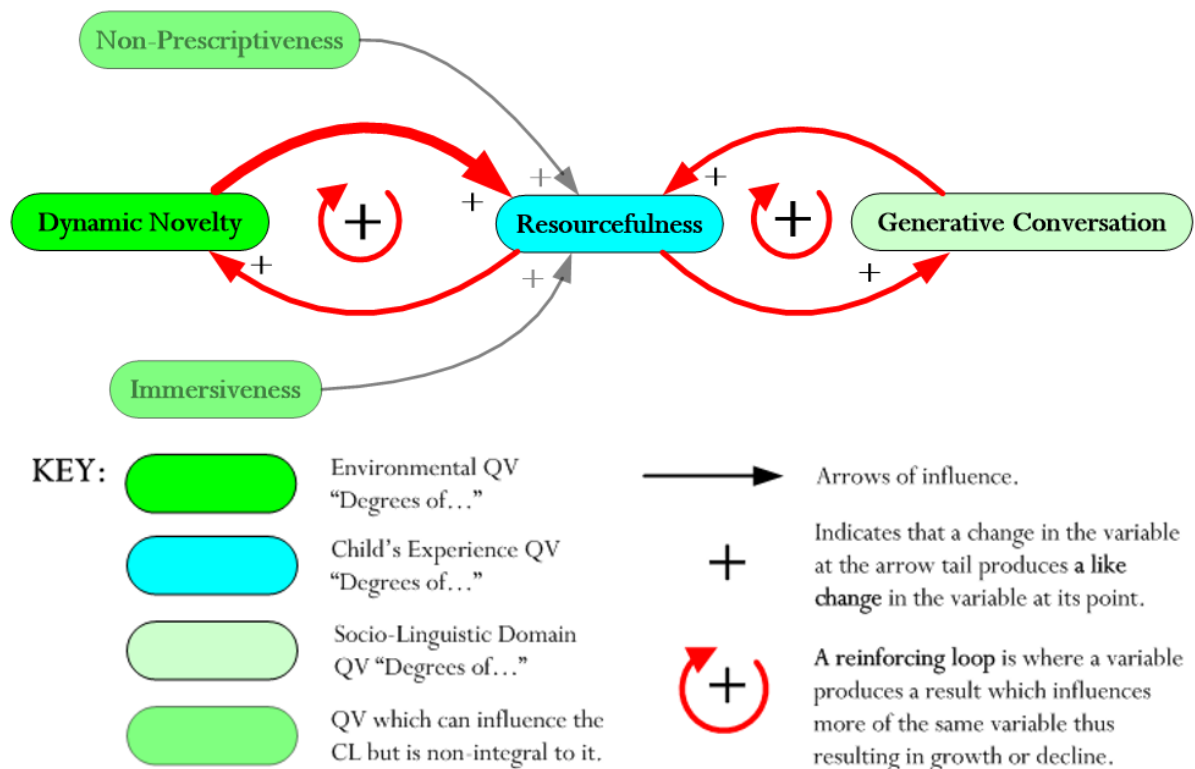 Non-Prescriptiveness
+
+
+
+
+
Dynamic Novelty
Resourcefulness
Generative Conversation
+
+
+
Immersiveness
KEY:
Environmental QV
“Degrees of…”
Arrows of influence.
Child’s Experience QV
“Degrees of…”
+
Indicates that a change in the variable
at the arrow tail produces a like
change in the variable at its point.
Socio-Linguistic Domain
QV “Degrees of…”
+
A reinforcing loop is where a variable
produces a result which influences
more of the same variable thus
resulting in growth or decline.
QV which can influence the
CL but is non-integral to it.